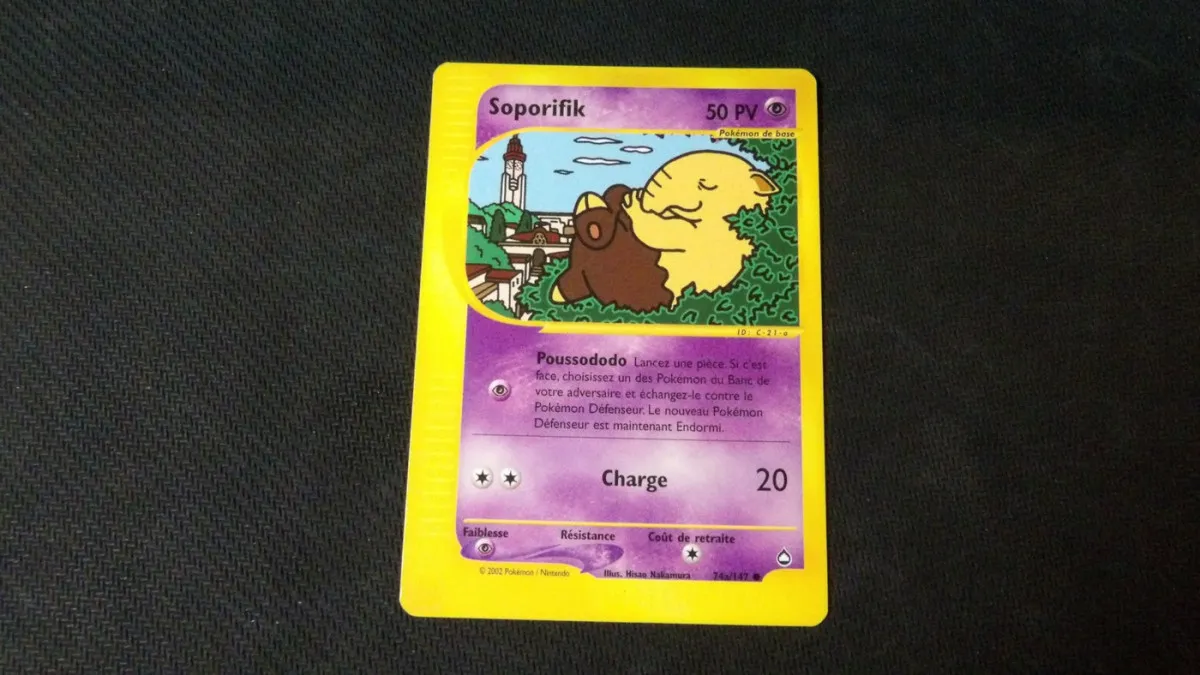 Soporifik 50 PV
Pokémon de base
ID: C-21-o
Poussododo Lancez une pièce. Si c'est
face, choisissez un des Pokémon du Banc de
votre adversaire et échangez-le contre le
Pokémon Défenseur. Le nouveau Pokémon
Défenseur est maintenant Endormi.
Charge 20
Faiblesse Résistance Coût de retraite
© 2002 Pokémon / Nintendo Illus. Hisao Nakamura 74a/147